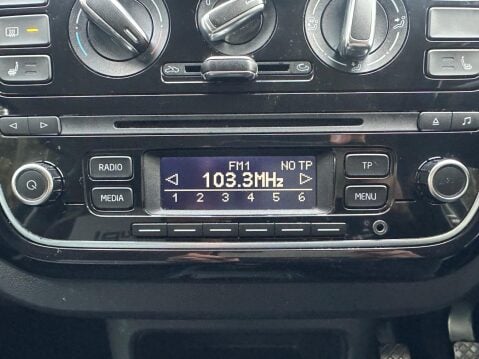 FM1 NO TP
RADIO
103.3MHz
TP
MEDIA
1 2 3 4 5 6
MENU